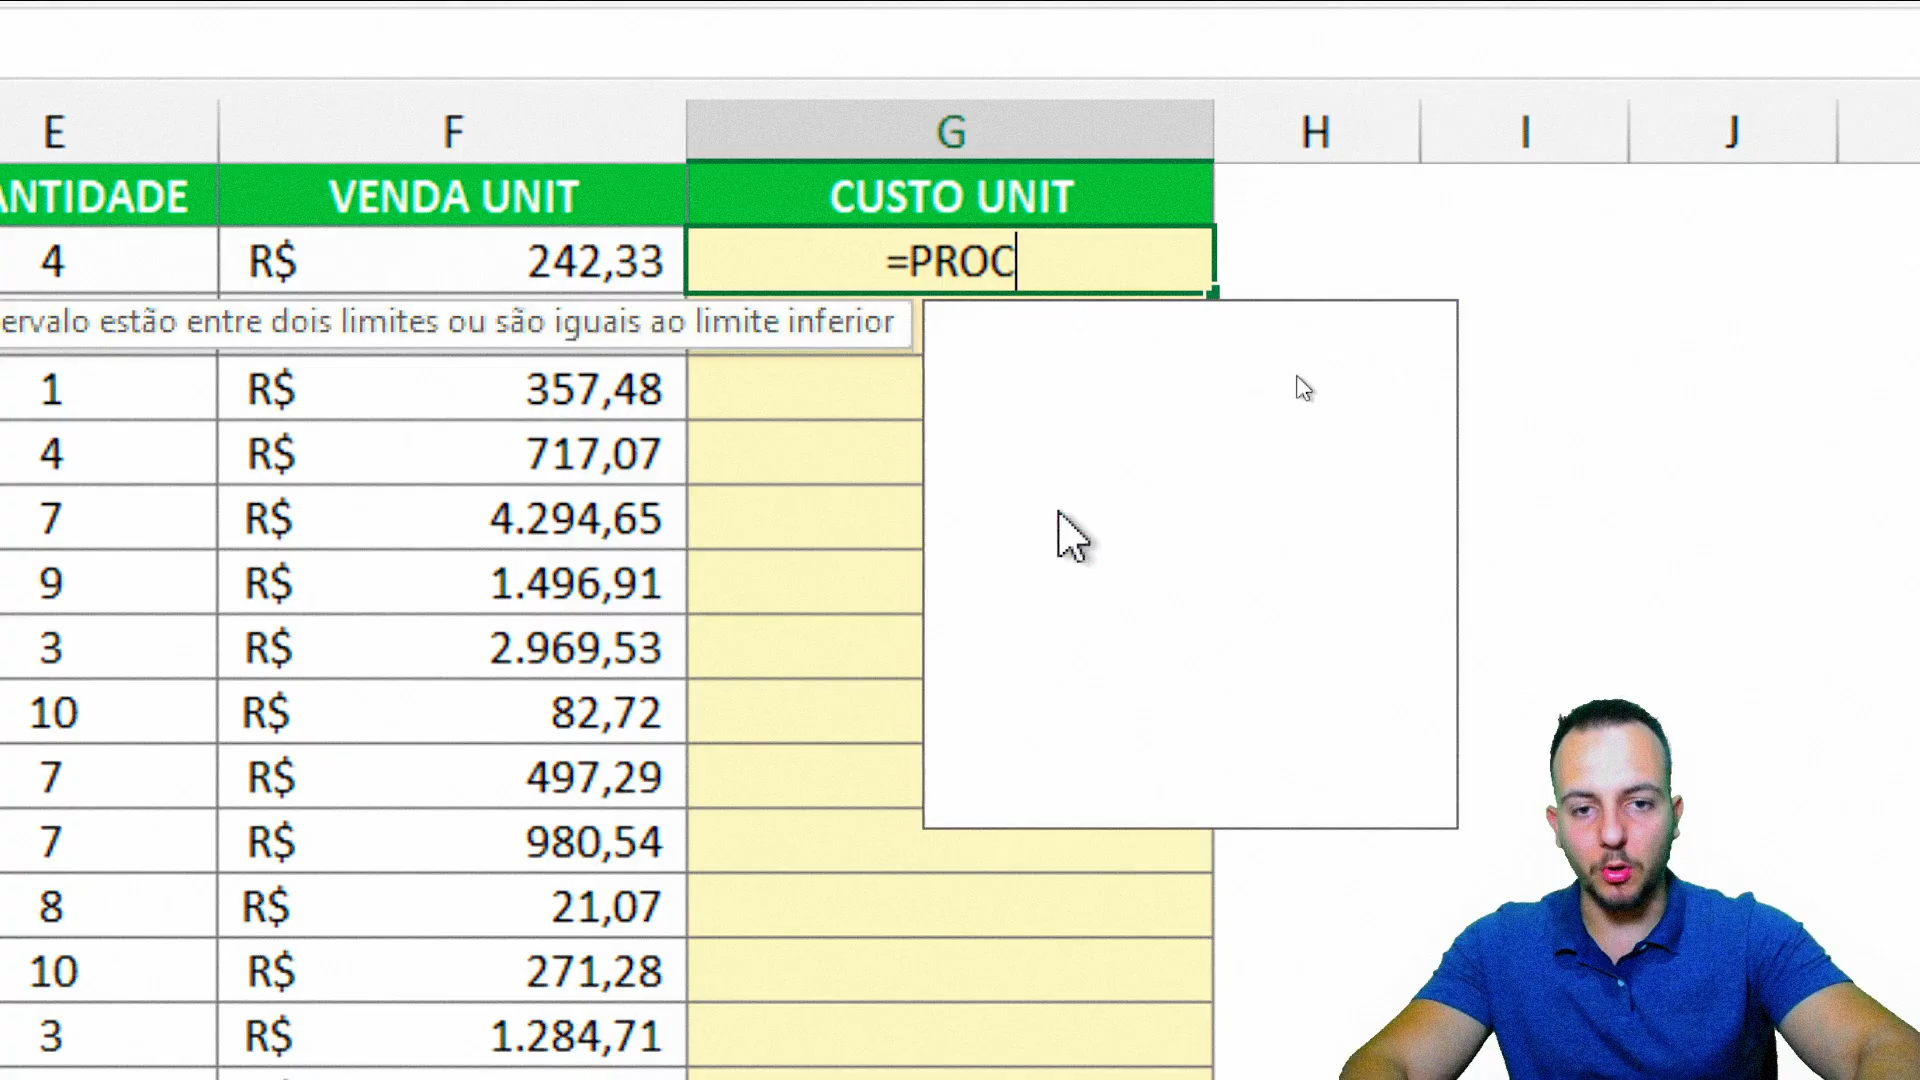 E F G H I J
ANTIDADE VENDA UNIT CUSTO UNIT
4 R$ 242,33 =PROC
ervalo estão entre dois limites ou são iguais ao limite inferior
1 R$ 357,48
4 R$ 717,07
7 R$ 4.294,65
9 R$ 1.496,91
3 R$ 2.969,53
10 R$ 82,72
7 R$ 497,29
7 R$ 980,54
8 R$ 21,07
10 R$ 271,28
3 R$ 1.284,71